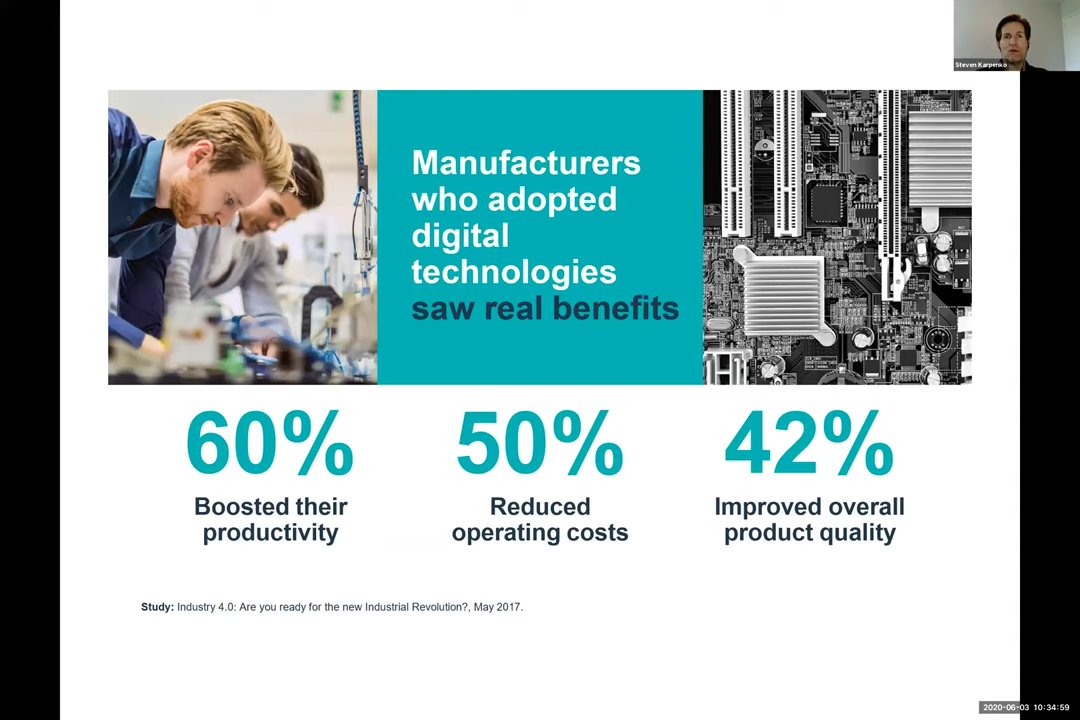 Steven Karpenko
Manufacturers
who adopted
digital
technologies
saw real benefits
60%
50%
42%
Boosted their
productivity
Reduced
operating costs
Improved overall
product quality
Study: Industry 4.0: Are you ready for the new Industrial Revolution?, May 2017.
2020-06-03 10:34:59